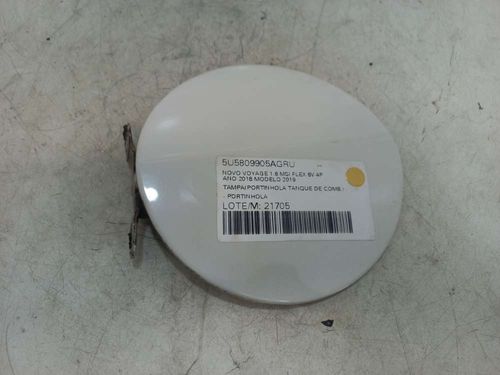 5U5809905AGRU
NOVO VOYAGE 1.6 MSI FLEX 8V 4P
ANO 2018 MODELO 2019
TAMPA/PORTINHOLA TANQUE DE COMB.
- PORTINHOLA
LOTE/M: 21705